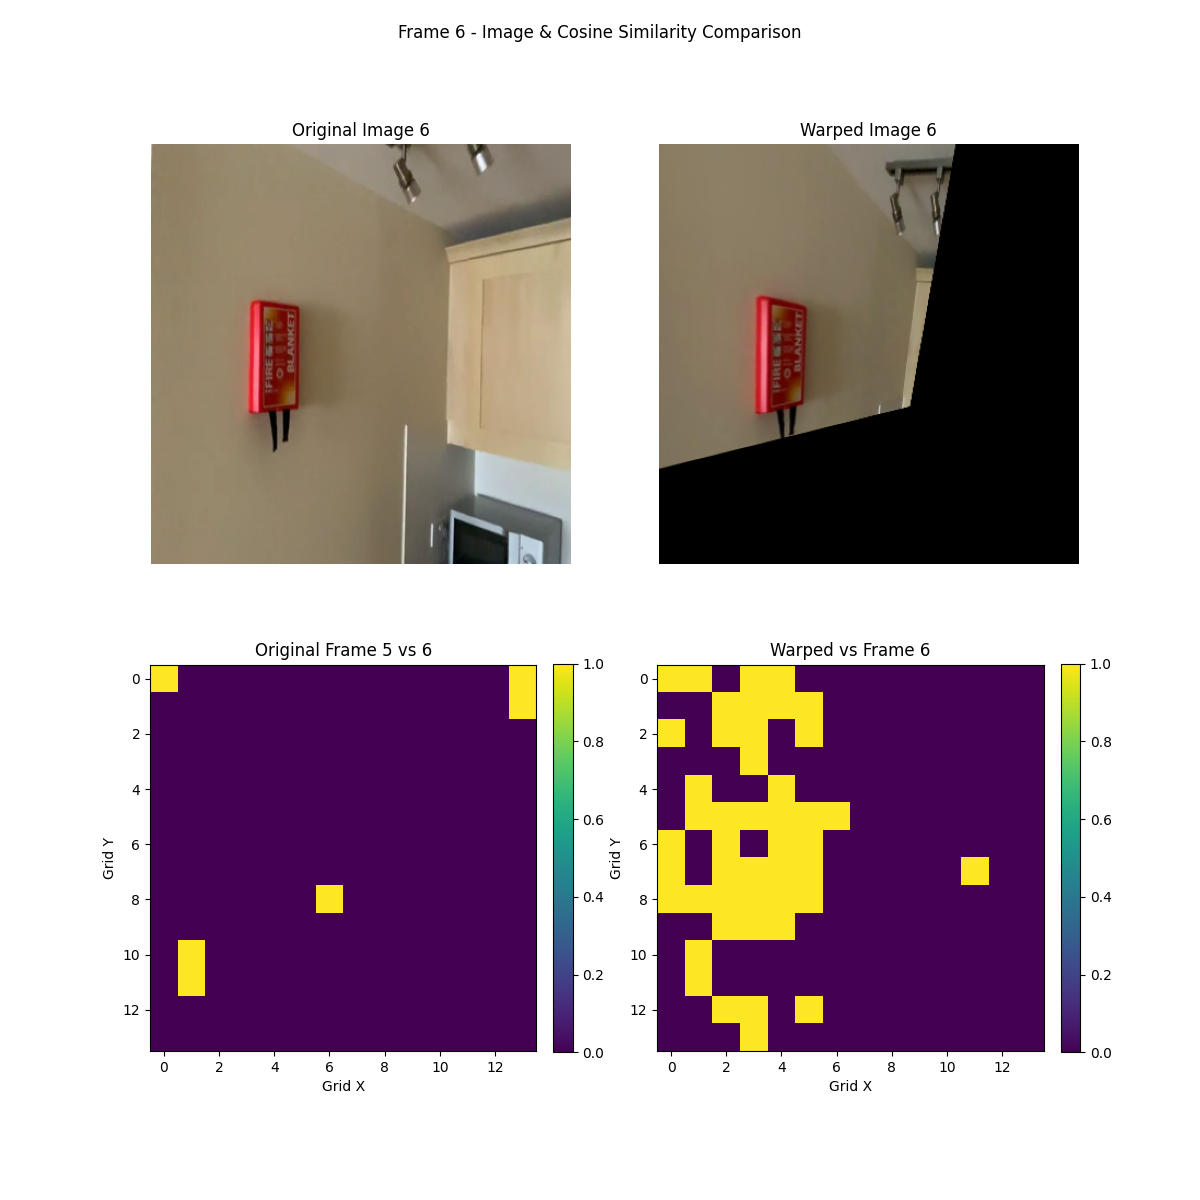 Frame 6 - Image & Cosine Similarity Comparison
Original Image 6
Warped Image 6
FIRE
BLANKET
FIRE
BLANKET
Original Frame 5 vs 6
Warped vs Frame 6
0
2
4
6
8
10
12
Grid Y
0 2 4 6 8 10 12
Grid X
1.0
0.8
0.6
0.4
0.2
0.0
0
2
4
6
8
10
12
Grid Y
0 2 4 6 8 10 12
Grid X
1.0
0.8
0.6
0.4
0.2
0.0